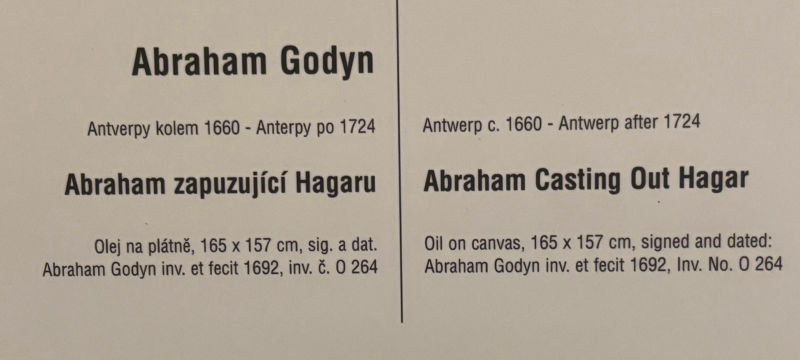 Abraham Godyn
Antverpy kolem 1660 - Anterpy po 1724
Abraham zapuzující Hagaru
Olej na plátně, 165 x 157 cm, sig. a dat.
Abraham Godyn inv. et fecit 1692, inv. č. O 264
Antwerp c. 1660 - Antwerp after 1724
Abraham Casting Out Hagar
Oil on canvas, 165 x 157 cm, signed and dated:
Abraham Godyn inv. et fecit 1692, Inv. No. O 264